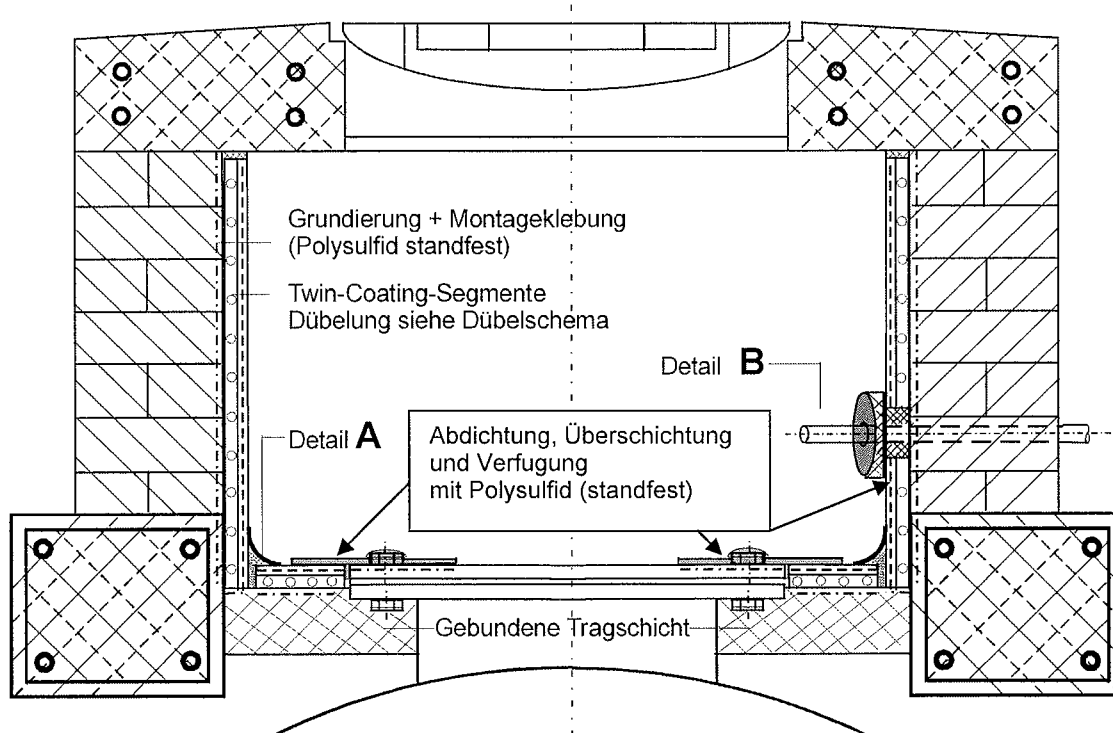 Grundierung + Montageklebung
(Polysulfid standfest)
Twin-Coating-Segmente
Dübelung siehe Dübelschema
Detail B
Detail A
Abdichtung, Überschichtung
und Verfugung
mit Polysulfid (standfest)
Gebundene Tragschicht